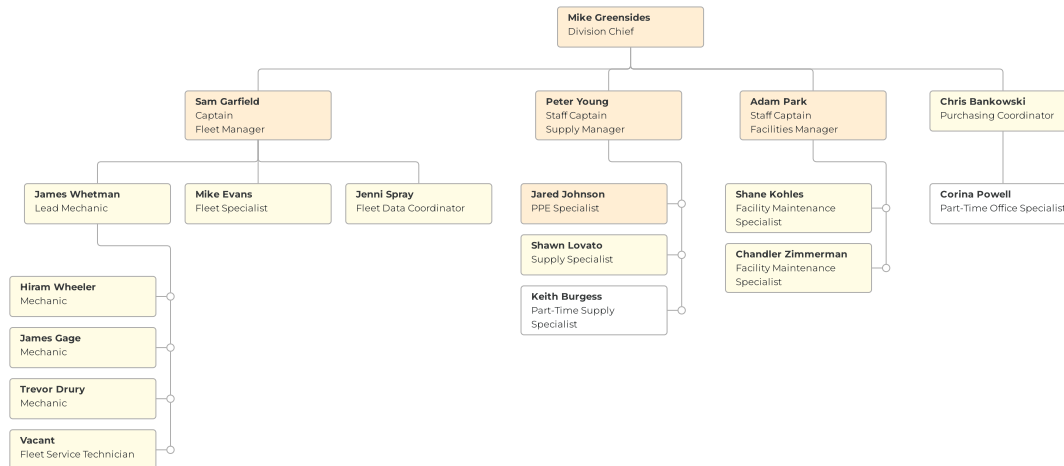 Mike Greensides
Division Chief
Sam Garfield
Captain
Fleet Manager
Peter Young
Staff Captain
Supply Manager
Adam Park
Staff Captain
Facilities Manager
Chris Bankowski
Purchasing Coordinator
James Whetman
Lead Mechanic
Mike Evans
Fleet Specialist
Jenni Spray
Fleet Data Coordinator
Jared Johnson
PPE Specialist
Shane Kohles
Facility Maintenance
Specialist
Corina Powell
Part-Time Office Specialist
Shawn Lovato
Supply Specialist
Chandler Zimmerman
Facility Maintenance
Specialist
Keith Burgess
Part-Time Supply
Specialist
Hiram Wheeler
Mechanic
James Gage
Mechanic
Trevor Drury
Mechanic
Vacant
Fleet Service Technician